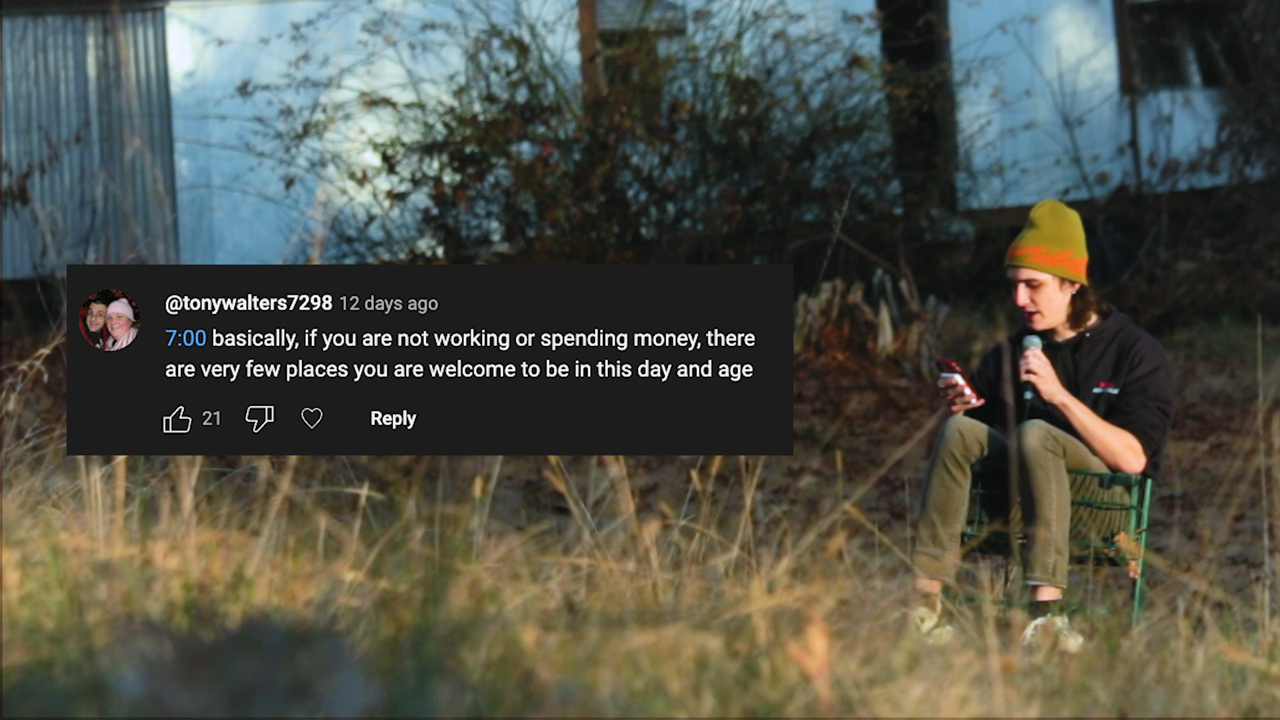 @tonywalters7298 12 days ago
7:00 basically, if you are not working or spending money, there
are very few places you are welcome to be in this day and age
21
Reply